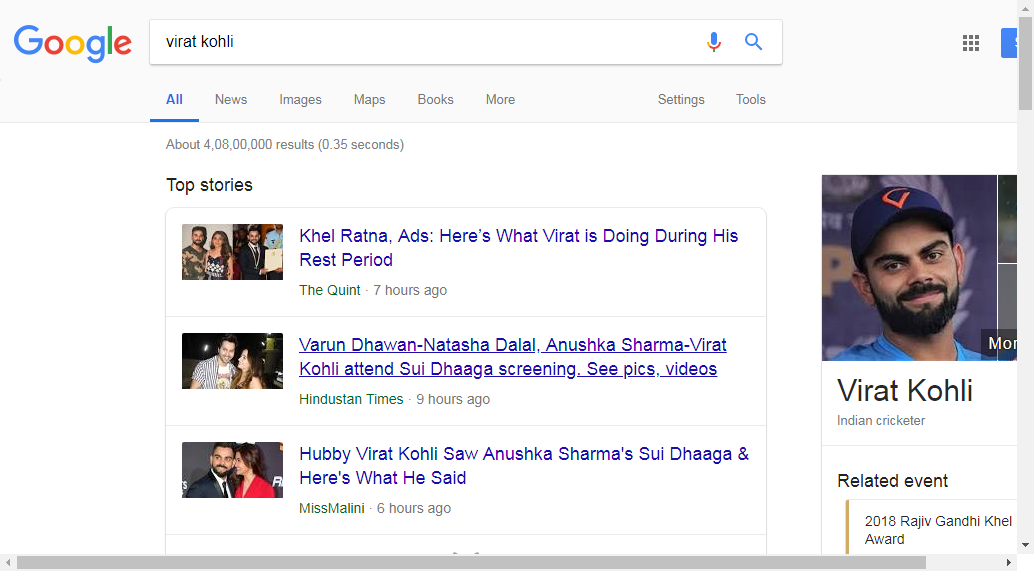 Google
virat kohli
All News Images Maps Books More Settings Tools
About 4,08,00,000 results (0.35 seconds)
Top stories
Khel Ratna, Ads: Here’s What Virat is Doing During His
Rest Period
The Quint · 7 hours ago
Varun Dhawan-Natasha Dalal, Anushka Sharma-Virat
Kohli attend Sui Dhaaga screening. See pics, videos
Hindustan Times · 9 hours ago
Hubby Virat Kohli Saw Anushka Sharma's Sui Dhaaga &
Here's What He Said
MissMalini · 6 hours ago
Mor
Virat Kohli
Indian cricketer
Related event
2018 Rajiv Gandhi Khel
Award